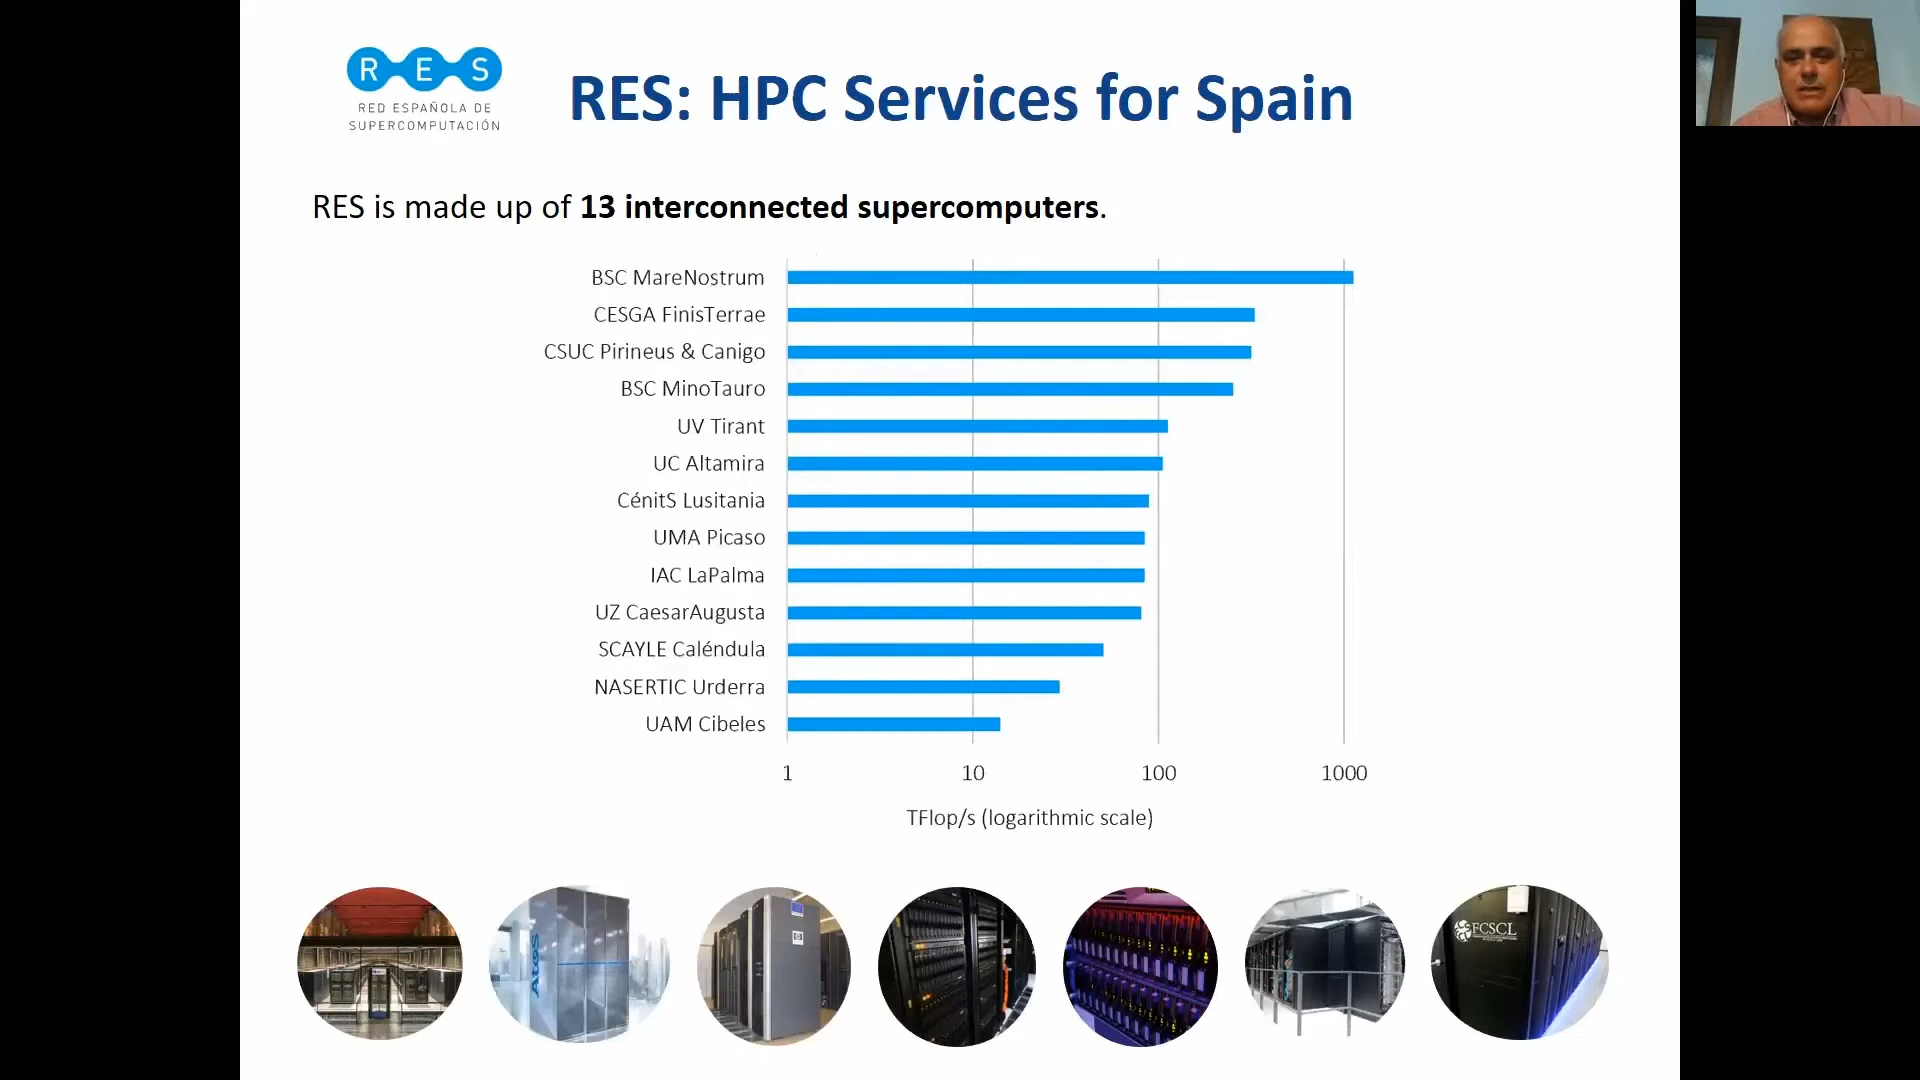 R E S
RED ESPAÑOLA DE
SUPERCOMPUTACIÓN
RES: HPC Services for Spain
RES is made up of 13 interconnected supercomputers.
BSC MareNostrum
CESGA FinisTerrae
CSUC Pirineus & Canigo
BSC MinoTauro
UV Tirant
UC Altamira
CénitS Lusitania
UMA Picaso
IAC LaPalma
UZ CaesarAugusta
SCAYLE Caléndula
NASERTIC Urderra
UAM Cibeles
1 10 100 1000
TFlop/s (logarithmic scale)
Atos
FCSCL